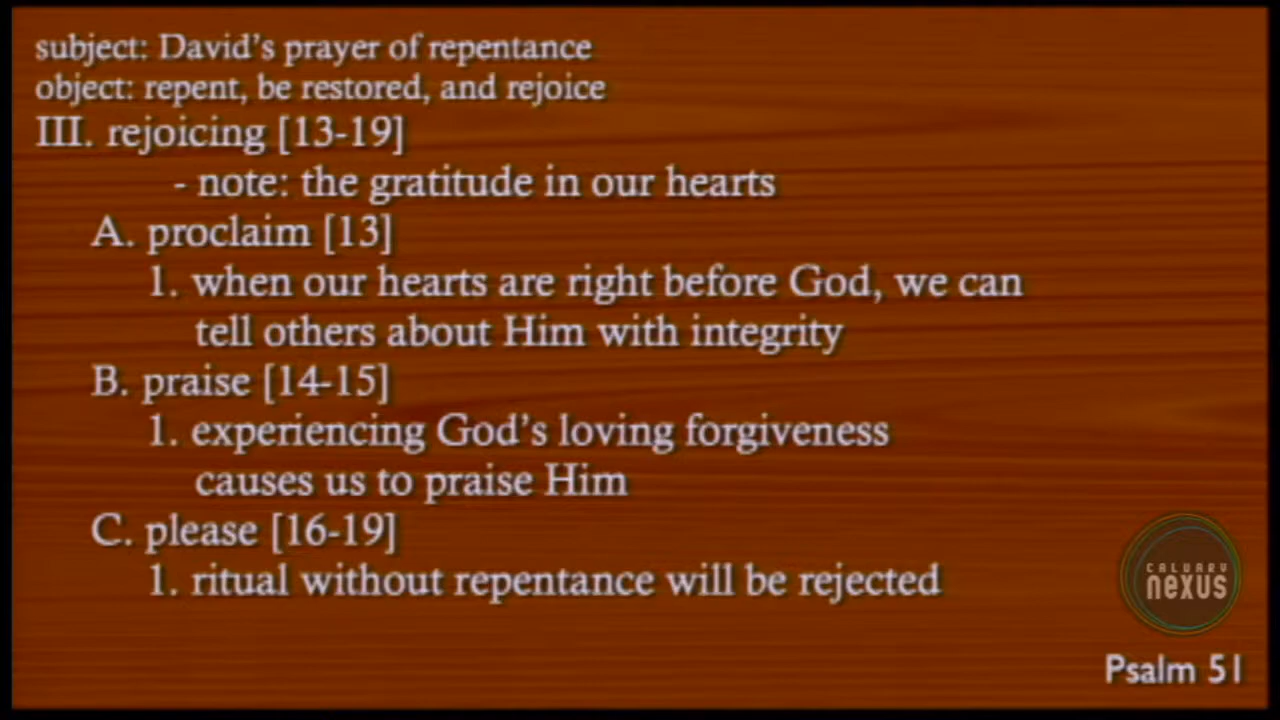 subject: David's prayer of repentance
object: repent, be restored, and rejoice
III. rejoicing [13-19]
- note: the gratitude in our hearts
A. proclaim [13]
1. when our hearts are right before God, we can
tell others about Him with integrity
B. praise [14-15]
1. experiencing God's loving forgiveness
causes us to praise Him
C. please [16-19]
1. ritual without repentance will be rejected
CALVARY
nexus
Psalm 51